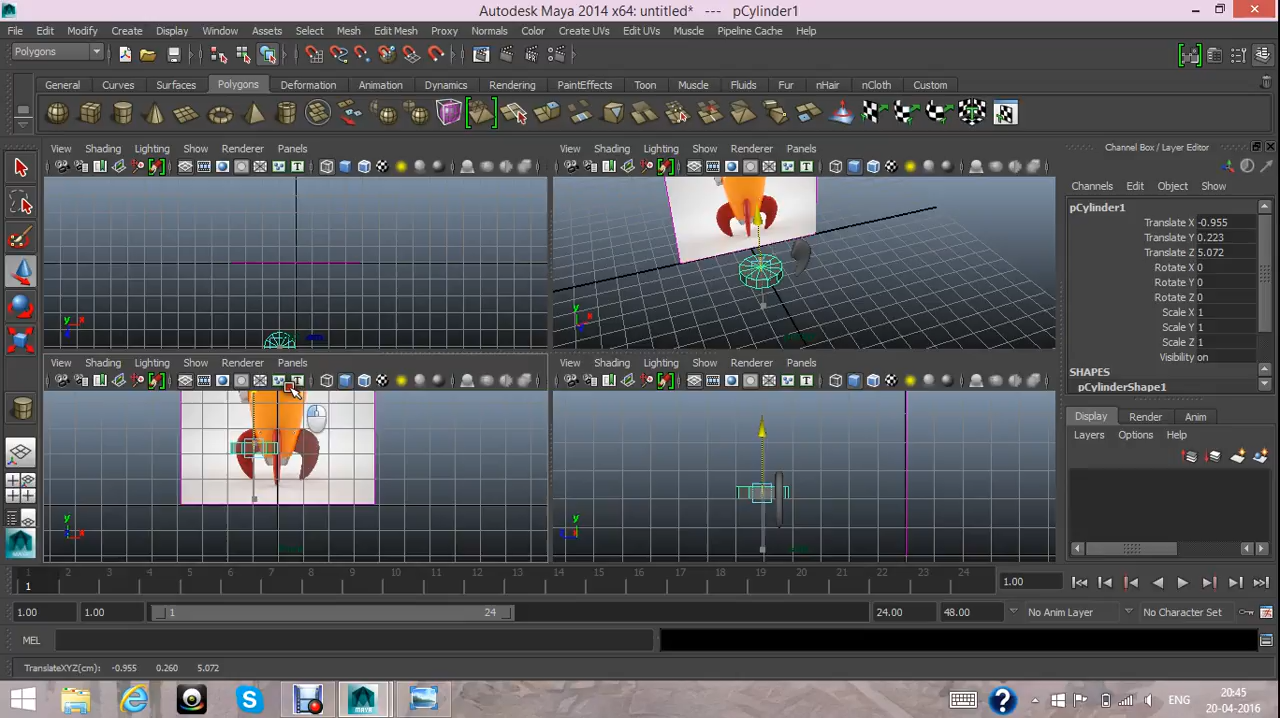 Autodesk Maya 2014 x64: untitled* --- pCylinder1
File Edit Modify Create Display Window Assets Select Mesh Edit Mesh Proxy Normals Color Create UVs Edit UVs Muscle Pipeline Cache Help
Polygons
General Curves Surfaces Polygons Deformation Animation Dynamics Rendering PaintEffects Toon Muscle Fluids Fur nHair nCloth Custom
View Shading Lighting Show Renderer Panels
View Shading Lighting Show Renderer Panels
Channel Box / Layer Editor
Channels Edit Object Show
pCylinder1
Translate X -0.955
Translate Y 0.223
Translate Z 5.072
Rotate X 0
Rotate Y 0
Rotate Z 0
Scale X 1
Scale Y 1
Scale Z 1
Visibility on
SHAPES
pCylinderShape1
y x
y x
View Shading Lighting Show Renderer Panels
View Shading Lighting Show Renderer Panels
Display Render Anim
Layers Options Help
y x
y
1 2 3 4 5 6 7 8 9 10 11 12 13 14 15 16 17 18 19 20 21 22 23 24
1 1.00
1.00 1.00 1 24 24.00 48.00 No Anim Layer No Character Set
MEL
TranslateXYZ(cm): -0.955 0.260 5.072
ENG
20:45
20-04-2016